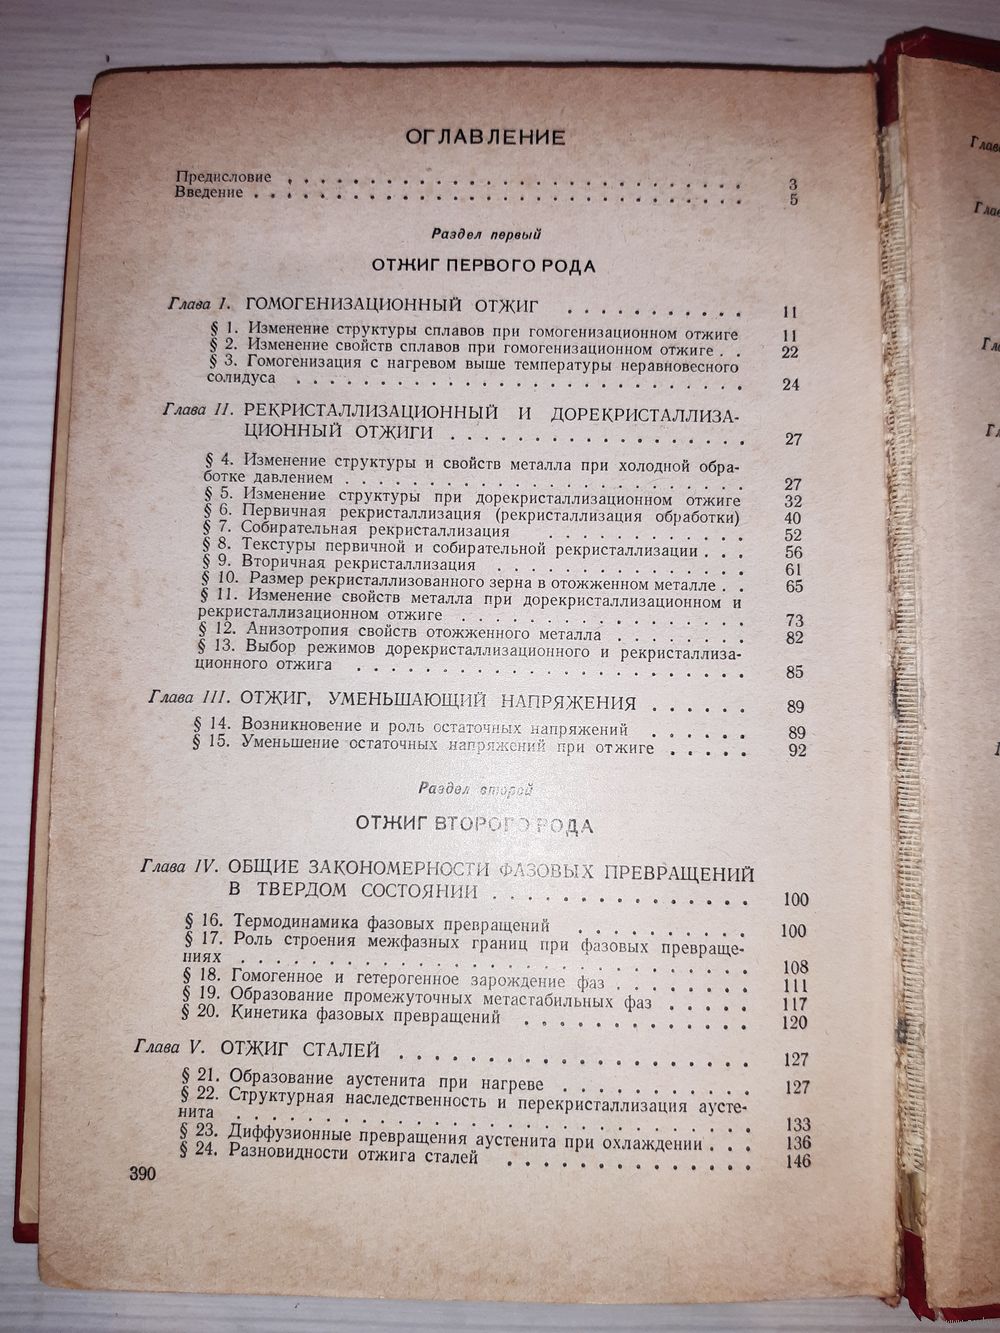 ОГЛАВЛЕНИЕ
Предисловие . . . . . . . . . . . . . . . . . . . . . . . . . . . . 3
Введение . . . . . . . . . . . . . . . . . . . . . . . . . . . . . 5
Раздел первый
ОТЖИГ ПЕРВОГО РОДА
Глава I. ГОМОГЕНИЗАЦИОННЫЙ ОТЖИГ . . . . . . . . . . . 11
§ 1. Изменение структуры сплавов при гомогенизационном отжиге 11
§ 2. Изменение свойств сплавов при гомогенизационном отжиге . . 22
§ 3. Гомогенизация с нагревом выше температуры неравновесного
солидуса . . . . . . . . . . . . . . . . . . . . . . . . . . . 24
Глава II. РЕКРИСТАЛЛИЗАЦИОННЫЙ И ДОРЕКРИСТАЛЛИЗА-
ЦИОННЫЙ ОТЖИГИ . . . . . . . . . . . . . . . . . . 27
§ 4. Изменение структуры и свойств металла при холодной обра-
ботке давлением . . . . . . . . . . . . . . . . . . . . . . . . 27
§ 5. Изменение структуры при дорекристаллизационном отжиге 32
§ 6. Первичная рекристаллизация (рекристаллизация обработки) 40
§ 7. Собирательная рекристаллизация . . . . . . . . . . . . 52
§ 8. Текстуры первичной и собирательной рекристаллизации . . . 56
§ 9. Вторичная рекристаллизация . . . . . . . . . . . . . . . 61
§ 10. Размер рекристаллизованного зерна в отожженном металле . . 65
§ 11. Изменение свойств металла при дорекристаллизационном и
рекристаллизационном отжиге . . . . . . . . . . . . . . . . . 73
§ 12. Анизотропия свойств отожженного металла . . . . . . . . 82
§ 13. Выбор режимов дорекристаллизационного и рекристаллиза-
ционного отжига . . . . . . . . . . . . . . . . . . . . . . . 85
Глава III. ОТЖИГ, УМЕНЬШАЮЩИЙ НАПРЯЖЕНИЯ . . . . . . 89
§ 14. Возникновение и роль остаточных напряжений . . . . . . 89
§ 15. Уменьшение остаточных напряжений при отжиге . . . . . 92
Раздел второй
ОТЖИГ ВТОРОГО РОДА
Глава IV. ОБЩИЕ ЗАКОНОМЕРНОСТИ ФАЗОВЫХ ПРЕВРАЩЕНИЙ
В ТВЕРДОМ СОСТОЯНИИ . . . . . . . . . . . . . . . 100
§ 16. Термодинамика фазовых превращений . . . . . . . . . . 100
§ 17. Роль строения межфазных границ при фазовых превраще-
ниях . . . . . . . . . . . . . . . . . . . . . . . . . . . . . . 108
§ 18. Гомогенное и гетерогенное зарождение фаз . . . . . . . . 111
§ 19. Образование промежуточных метастабильных фаз . . . . . 117
§ 20. Кинетика фазовых превращений . . . . . . . . . . . . . 120
Глава V. ОТЖИГ СТАЛЕЙ . . . . . . . . . . . . . . . . . . . . 127
§ 21. Образование аустенита при нагреве . . . . . . . . . . . 127
§ 22. Структурная наследственность и перекристаллизация аусте-
нита . . . . . . . . . . . . . . . . . . . . . . . . . . . . . . 133
§ 23. Диффузионные превращения аустенита при охлаждении . . . 136
§ 24. Разновидности отжига сталей . . . . . . . . . . . . . . 146
390
Глав
Глав
Гла
Гл